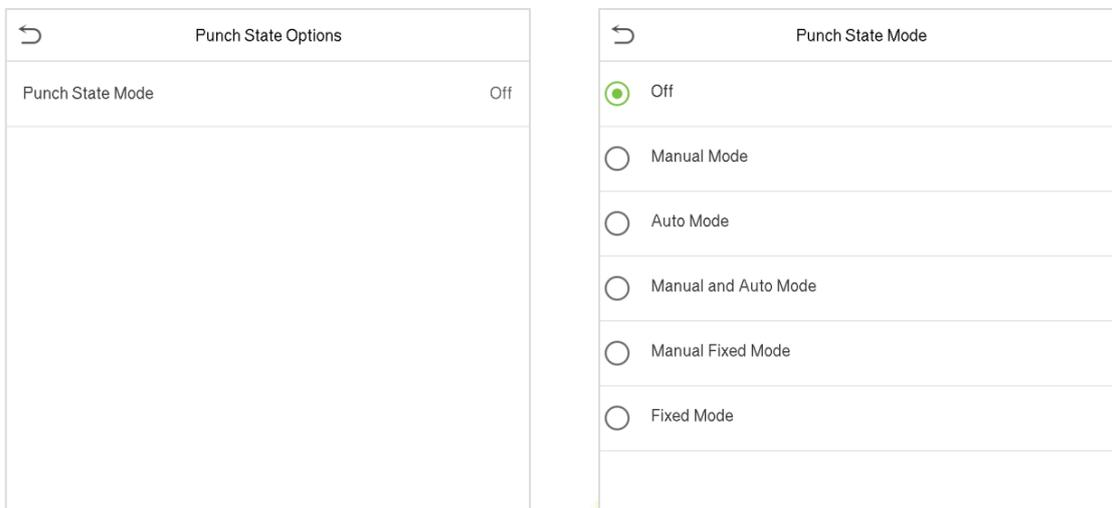 Punch State Options
Punch State Mode
Off
Punch State Mode
Off
Manual Mode
Auto Mode
Manual and Auto Mode
Manual Fixed Mode
Fixed Mode